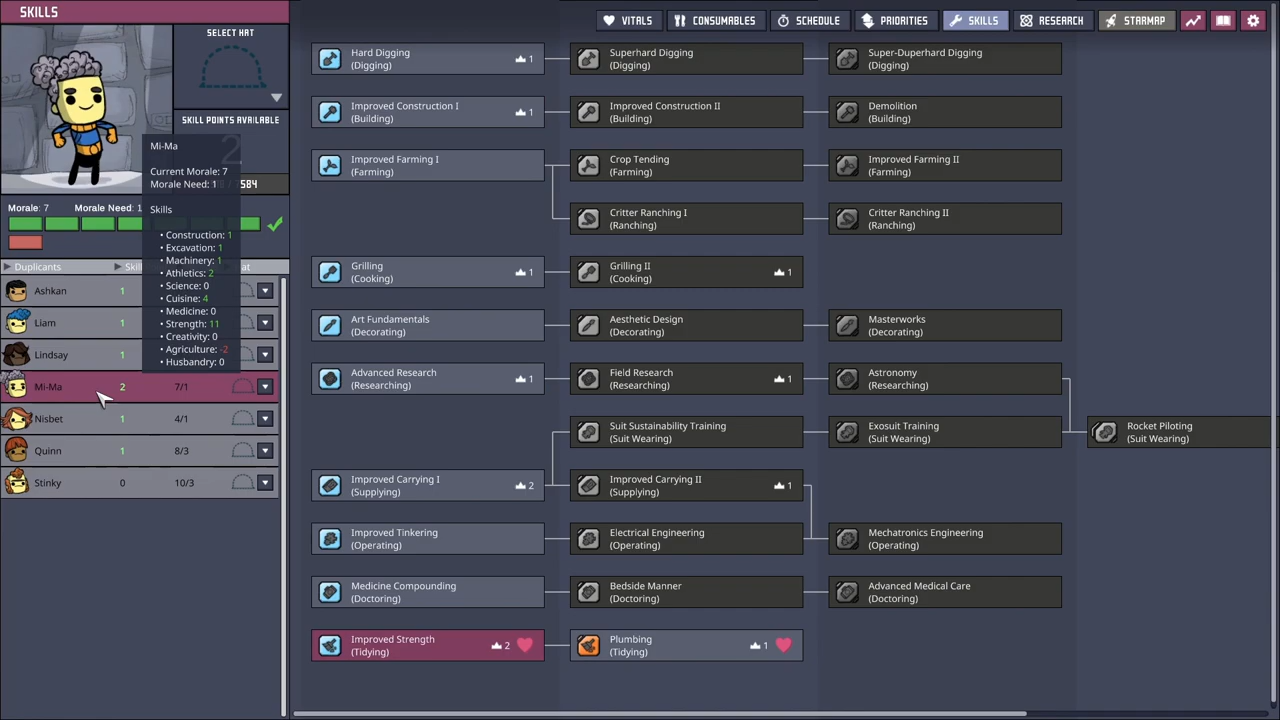 SKILLS
VITALS
CONSUMABLES
SCHEDULE
PRIORITIES
SKILLS
RESEARCH
STARMAP
SELECT HAT
SKILL POINTS AVAILABLE
2
584
Mi-Ma
Current Morale: 7
Morale Need: 1
Skills
• Construction: 1
• Excavation: 1
• Machinery: 1
• Athletics: 2
• Science: 0
• Cuisine: 4
• Medicine: 0
• Strength: 11
• Creativity: 0
• Agriculture: -2
• Husbandry: 0
Morale: 7
Morale Need: 1
Duplicants
Ashkan 1
Liam 1
Lindsay 1
Mi-Ma 2 7/1
Nisbet 1 4/1
Quinn 1 8/3
Stinky 0 10/3
Hard Digging
(Digging)
1
Superhard Digging
(Digging)
Super-Duperhard Digging
(Digging)
Improved Construction I
(Building)
1
Improved Construction II
(Building)
Demolition
(Building)
Improved Farming I
(Farming)
Crop Tending
(Farming)
Improved Farming II
(Farming)
Critter Ranching I
(Ranching)
Critter Ranching II
(Ranching)
Grilling
(Cooking)
1
Grilling II
(Cooking)
1
Art Fundamentals
(Decorating)
Aesthetic Design
(Decorating)
Masterworks
(Decorating)
Advanced Research
(Researching)
1
Field Research
(Researching)
1
Astronomy
(Researching)
Suit Sustainability Training
(Suit Wearing)
Exosuit Training
(Suit Wearing)
Rocket Piloting
(Suit Wearing)
Improved Carrying I
(Supplying)
2
Improved Carrying II
(Supplying)
1
Improved Tinkering
(Operating)
Electrical Engineering
(Operating)
Mechatronics Engineering
(Operating)
Medicine Compounding
(Doctoring)
Bedside Manner
(Doctoring)
Advanced Medical Care
(Doctoring)
Improved Strength
(Tidying)
2
Plumbing
(Tidying)
1